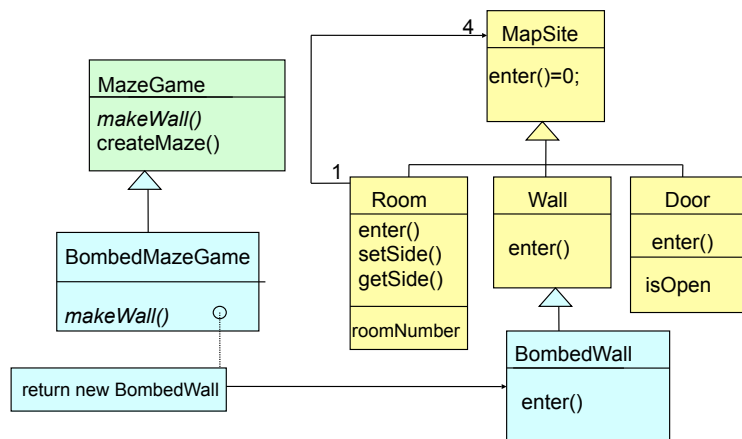 MazeGame
makeWall()
createMaze()
BombedMazeGame
makeWall()
return new BombedWall
4
MapSite
enter()=0;
1
Room
enter()
setSide()
getSide()
roomNumber
Wall
enter()
Door
enter()
isOpen
BombedWall
enter()